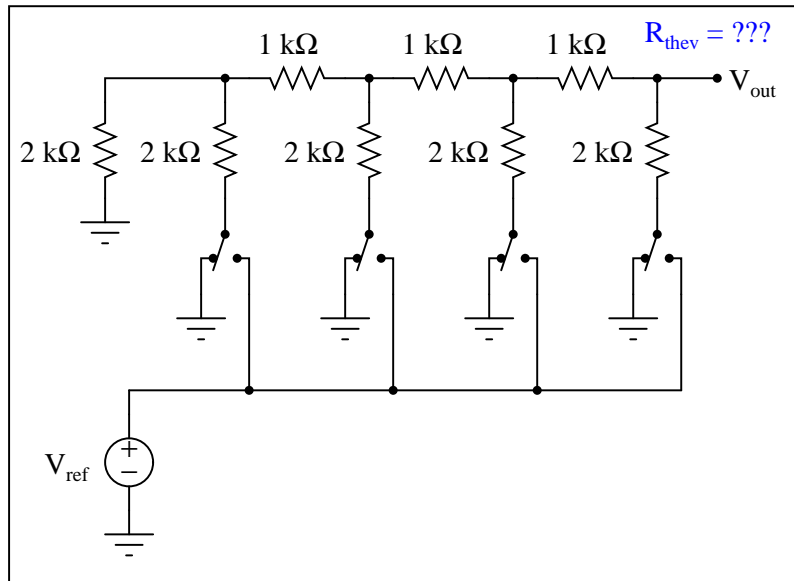 R_thev = ???
1 kΩ 1 kΩ 1 kΩ
V_out
2 kΩ 2 kΩ 2 kΩ 2 kΩ 2 kΩ
V_ref
+
−